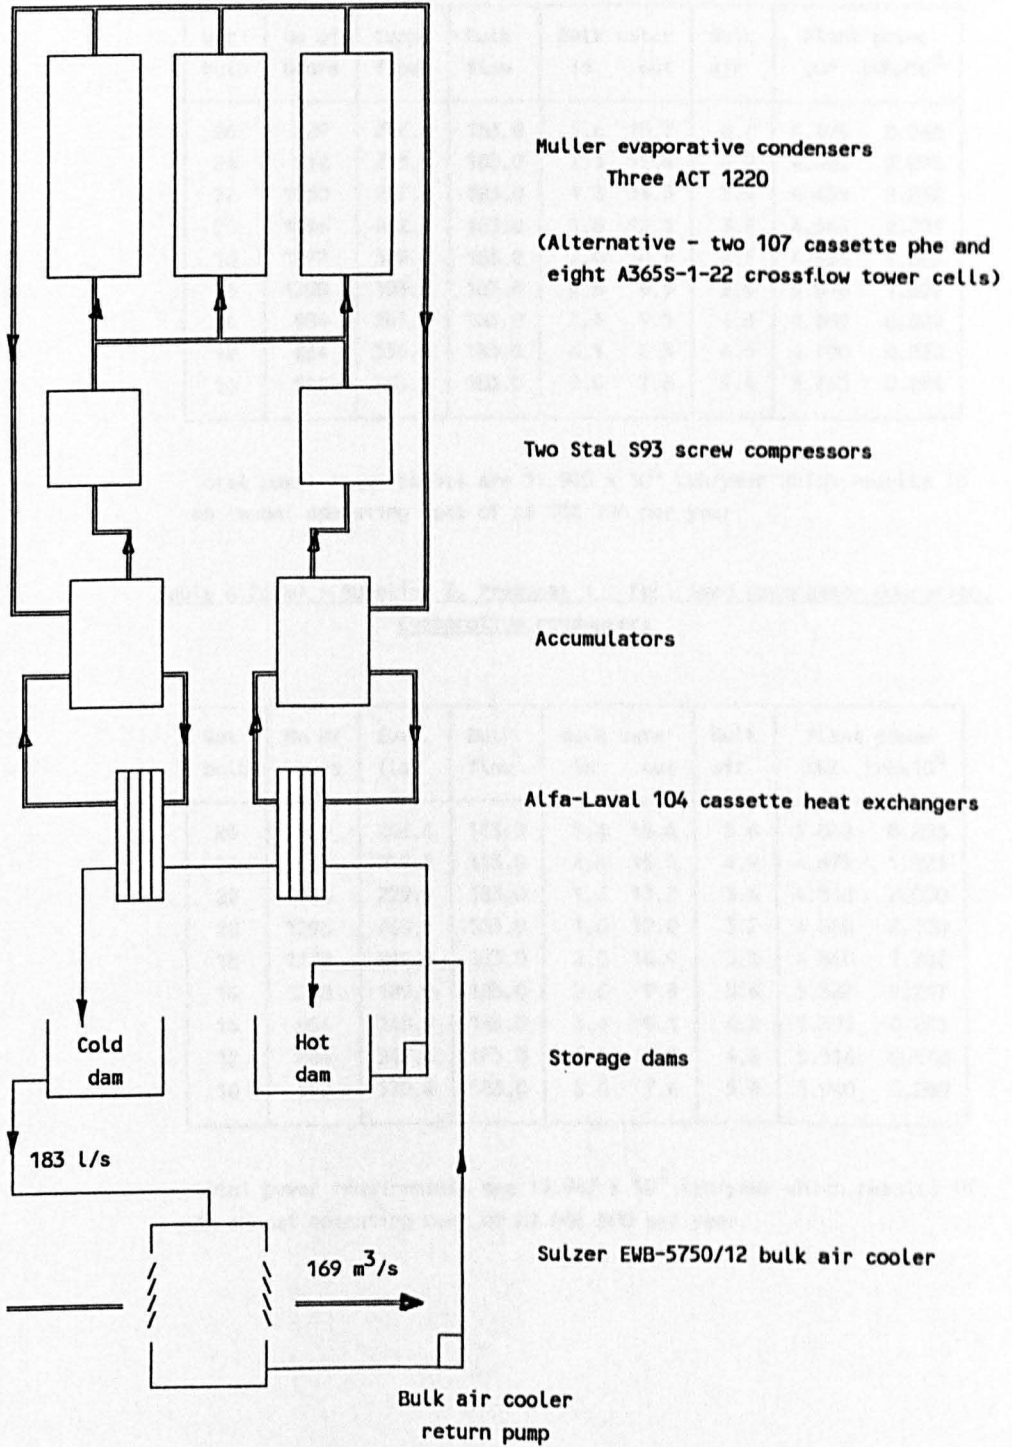 Muller evaporative condensers
Three ACT 1220
(Alternative - two 107 cassette phe and
eight A365S-1-22 crossflow tower cells)
Two Stal S93 screw compressors
Accumulators
Alfa-Laval 104 cassette heat exchangers
Cold
dam
Hot
dam
Storage dams
183 l/s
169 m³/s
Sulzer EWB-5750/12 bulk air cooler
Bulk air cooler
return pump